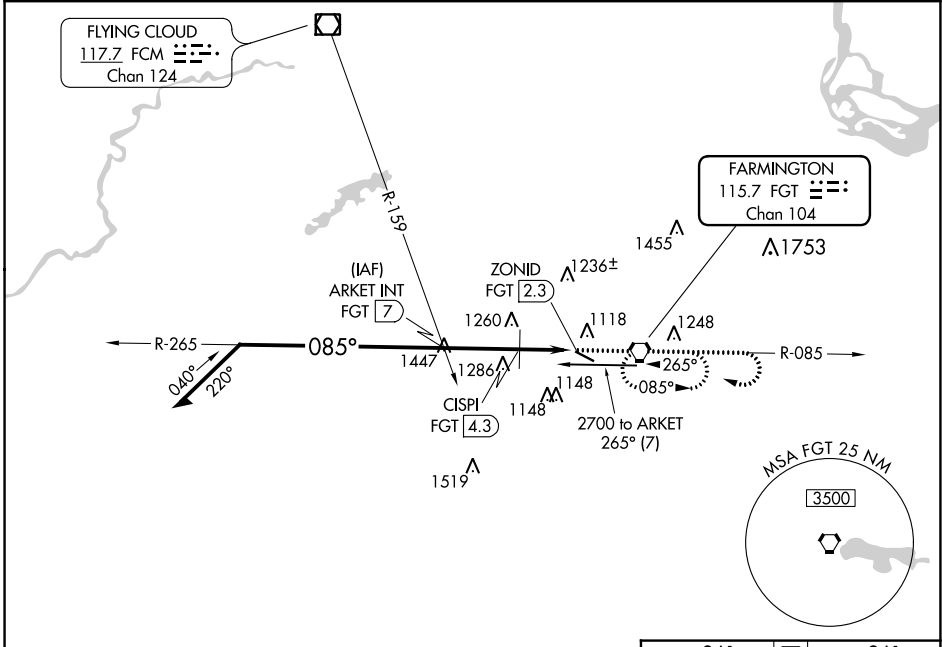 FLYING CLOUD
117.7 FCM
Chan 124
FARMINGTON
115.7 FGT
Chan 104
R-159
1455
1753
(IAF)
ARKET INT
FGT 7
ZONID
FGT 2.3
1236±
1260
1118
1248
R-265
085°
1447
1286
265°
R-085
040°
220°
CISPI
FGT 4.3
1148
1148
085°
2700 to ARKET
265° (7)
1519
MSA FGT 25 NM
3500